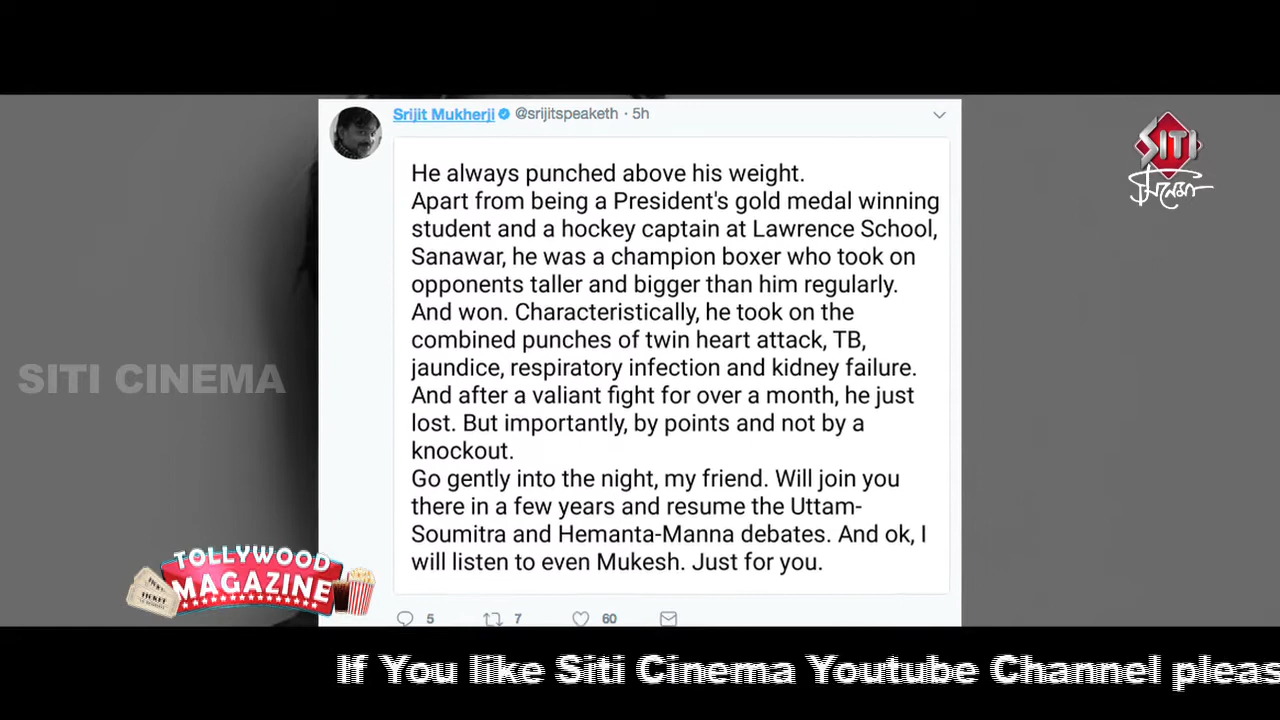 Srijit Mukherji @srijitspeaketh · 5h
He always punched above his weight.
Apart from being a President's gold medal winning
student and a hockey captain at Lawrence School,
Sanawar, he was a champion boxer who took on
opponents taller and bigger than him regularly.
And won. Characteristically, he took on the
combined punches of twin heart attack, TB,
jaundice, respiratory infection and kidney failure.
And after a valiant fight for over a month, he just
lost. But importantly, by points and not by a
knockout.
Go gently into the night, my friend. Will join you
there in a few years and resume the Uttam-
Soumitra and Hemanta-Manna debates. And ok, I
will listen to even Mukesh. Just for you.
5 7 60
SITI
সিনেমা
SITI CINEMA
TOLLYWOOD
MAGAZINE
TICKET
If You like Siti Cinema Youtube Channel pleas